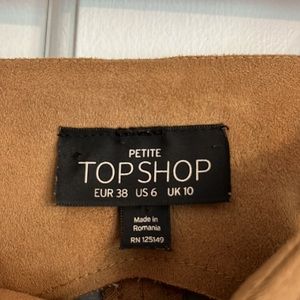 PETITE
TOPSHOP
EUR 38 US 6 UK 10
Made in
Romania
RN 125149